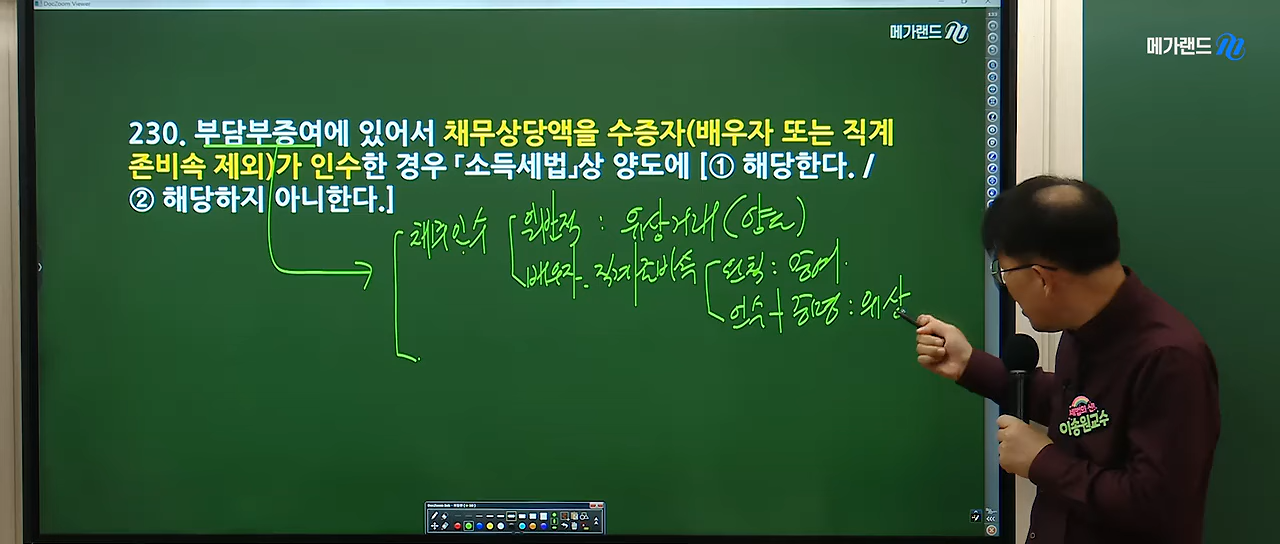 DocZoom Viewer
메가랜드
메가랜드
230. 부담부증여에 있어서 채무상당액을 수증자(배우자 또는 직계
존비속 제외)가 인수한 경우 「소득세법」상 양도에 [① 해당한다. /
② 해당하지 아니한다.]
채무인수
일반적 : 유상거래 (양도)
배우자. 직계존비속
원칙 : 증여.
인수 + 증명 : 유상
이송원교수